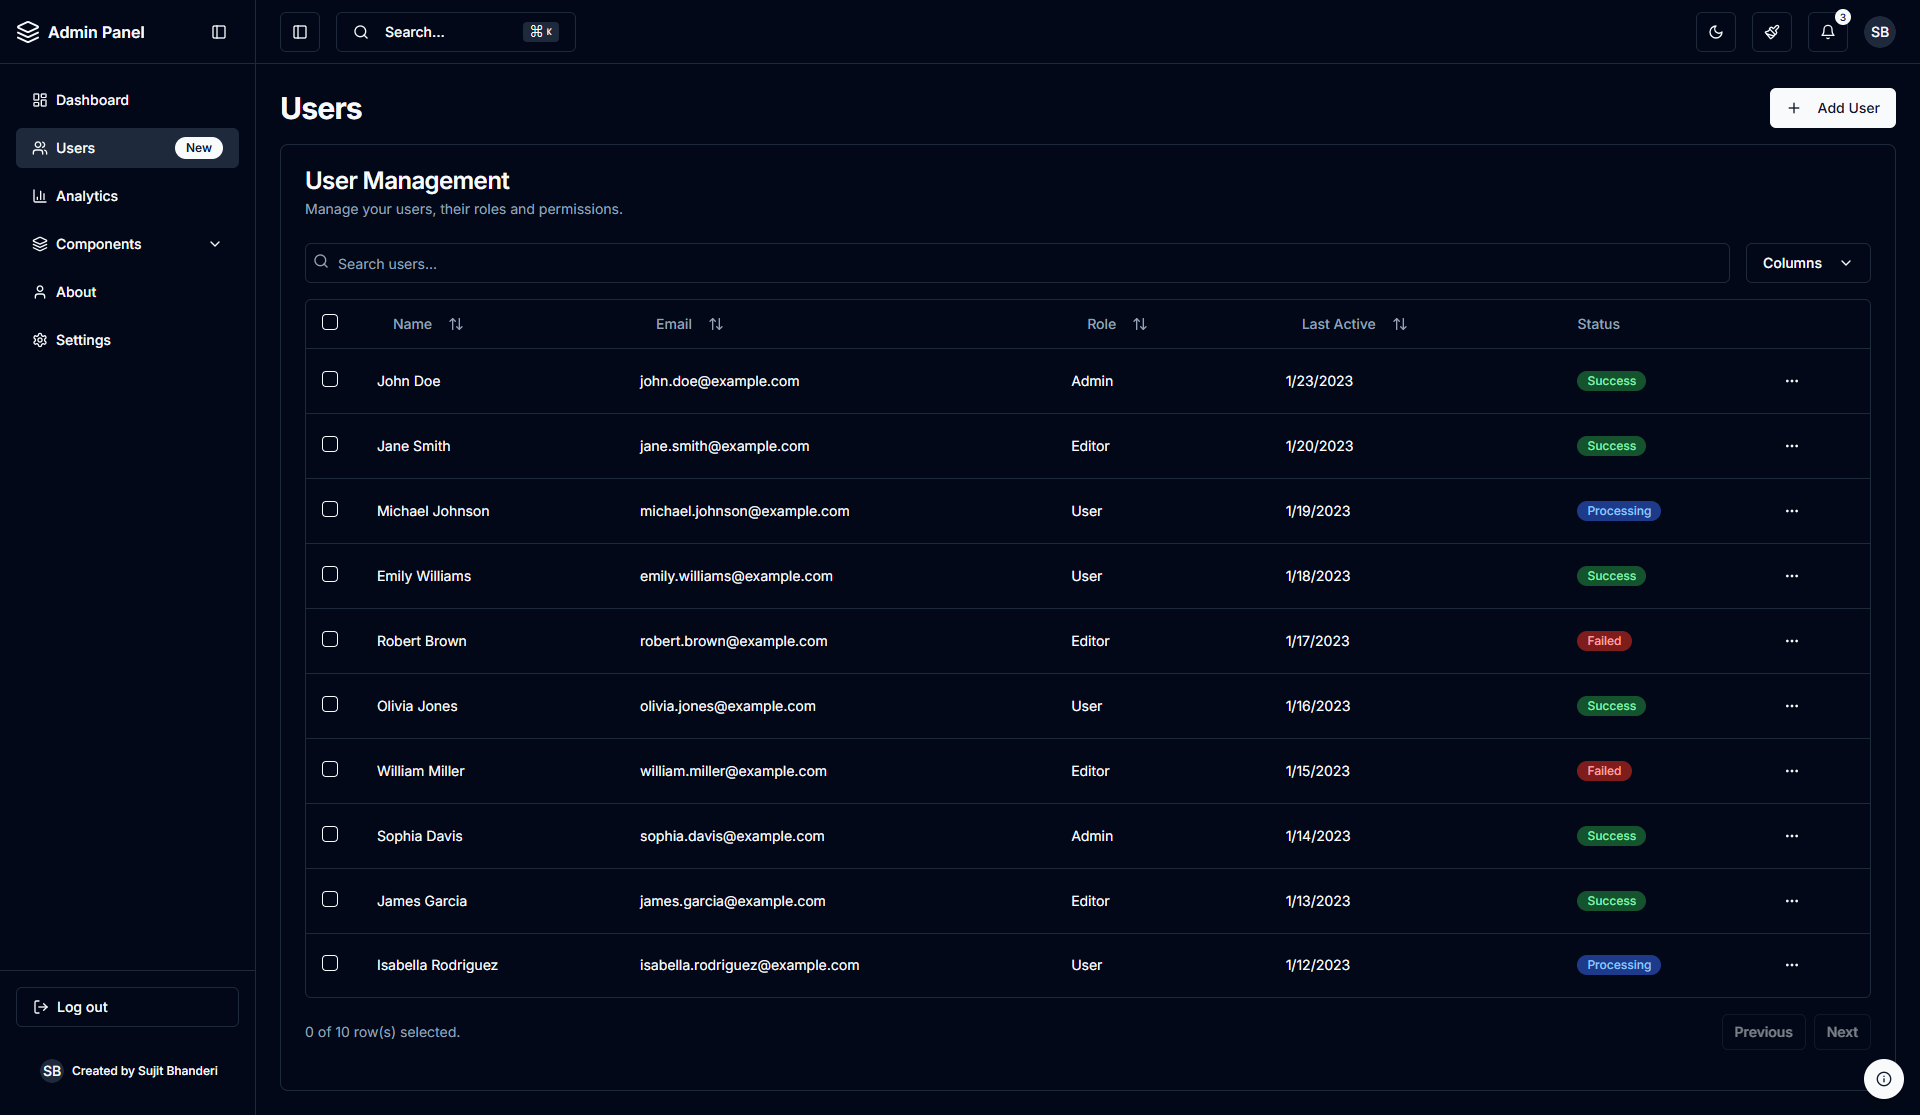 Admin Panel
Search...
⌘ K
3
SB
Dashboard
Users
New
Analytics
Components
About
Settings
Log out
SB
Created by Sujit Bhanderi
Users
Add User
User Management
Manage your users, their roles and permissions.
Search users...
Columns
Name Email Role Last Active Status
John Doe john.doe@example.com Admin 1/23/2023 Success
Jane Smith jane.smith@example.com Editor 1/20/2023 Success
Michael Johnson michael.johnson@example.com User 1/19/2023 Processing
Emily Williams emily.williams@example.com User 1/18/2023 Success
Robert Brown robert.brown@example.com Editor 1/17/2023 Failed
Olivia Jones olivia.jones@example.com User 1/16/2023 Success
William Miller william.miller@example.com Editor 1/15/2023 Failed
Sophia Davis sophia.davis@example.com Admin 1/14/2023 Success
James Garcia james.garcia@example.com Editor 1/13/2023 Success
Isabella Rodriguez isabella.rodriguez@example.com User 1/12/2023 Processing
0 of 10 row(s) selected.
Previous
Next